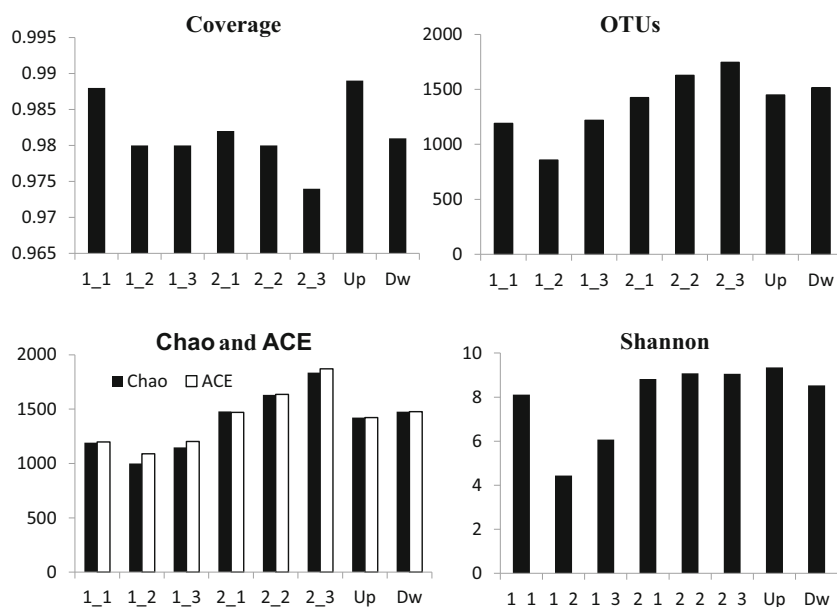 Coverage
0.995
0.99
0.985
0.98
0.975
0.97
0.965
1_1 1_2 1_3 2_1 2_2 2_3 Up Dw
OTUs
2000
1500
1000
500
0
1_1 1_2 1_3 2_1 2_2 2_3 Up Dw
Chao and ACE
2000
Chao ACE
1500
1000
500
0
1_1 1_2 1_3 2_1 2_2 2_3 Up Dw
Shannon
10
8
6
4
2
0
1 1 1 2 1 3 2 1 2 2 2 3 Up Dw